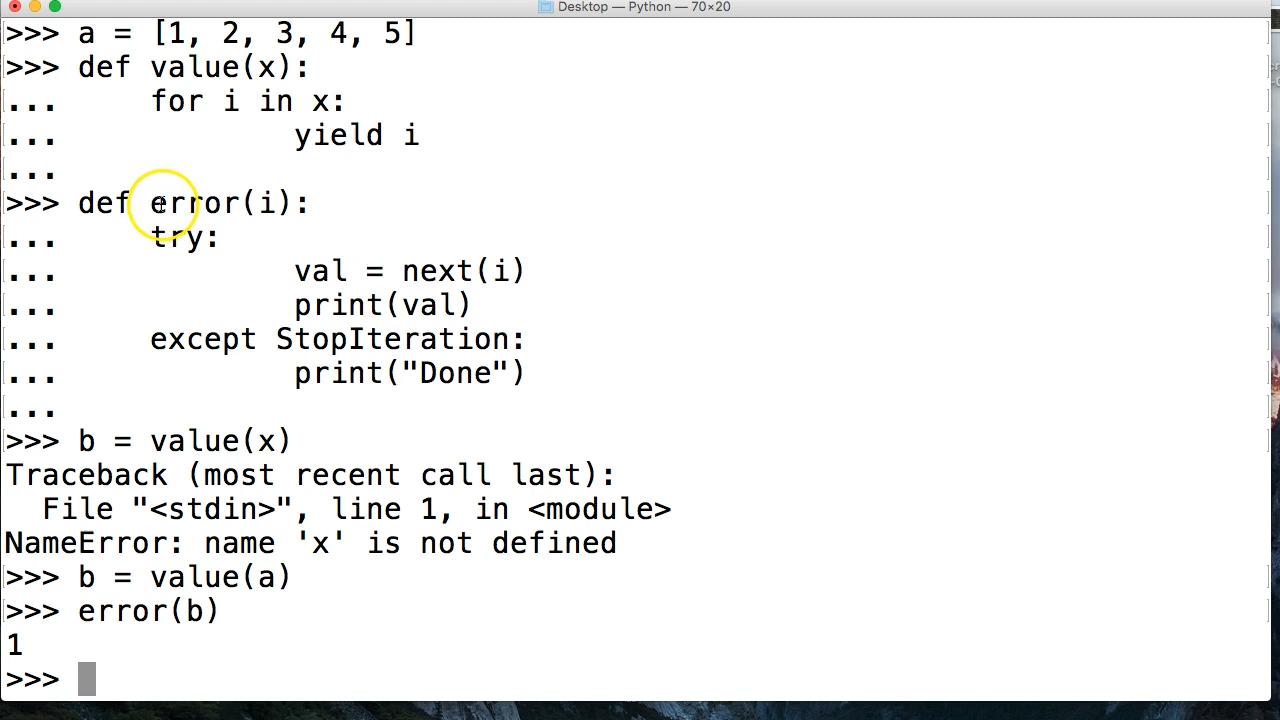 Desktop — Python — 70×20
>>> a = [1, 2, 3, 4, 5]
>>> def value(x):
...     for i in x:
...             yield i
...
>>> def error(i):
...     try:
...             val = next(i)
...             print(val)
...     except StopIteration:
...             print("Done")
...
>>> b = value(x)
Traceback (most recent call last):
  File "<stdin>", line 1, in <module>
NameError: name 'x' is not defined
>>> b = value(a)
>>> error(b)
1
>>>